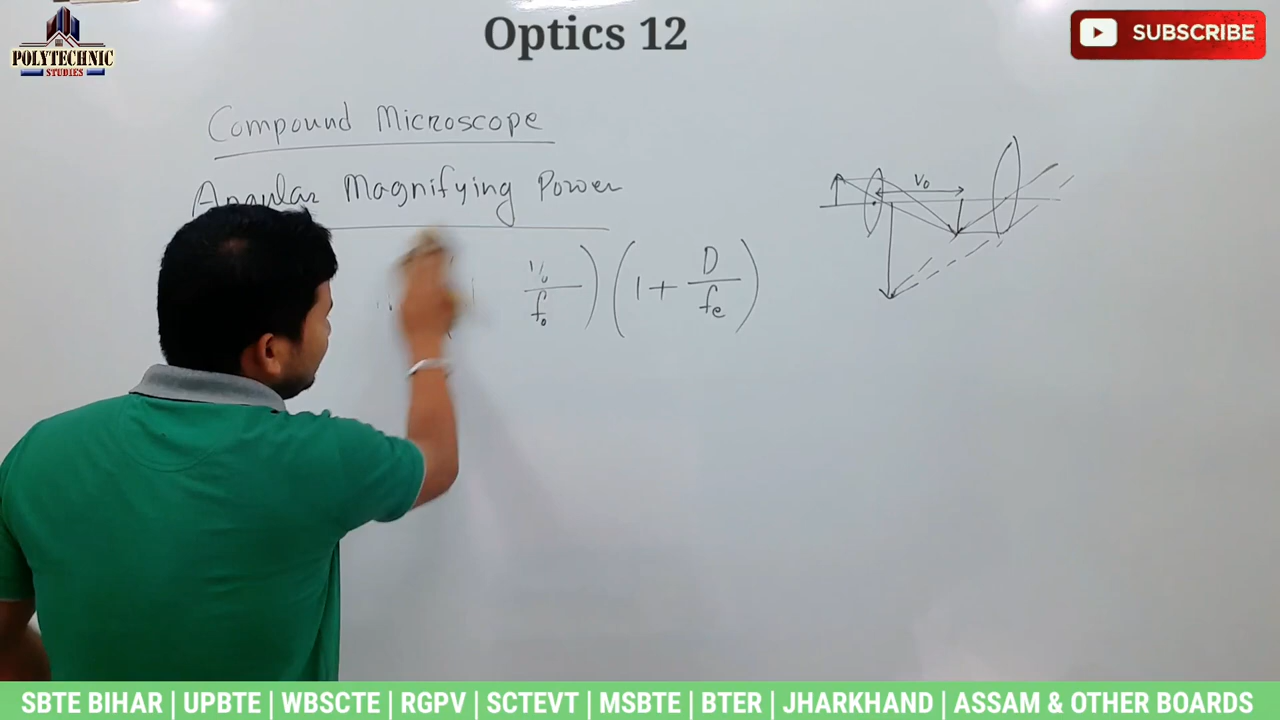 Optics 12
POLYTECHNIC
STUDIES
SUBSCRIBE
Compound Microscope
Angular Magnifying Power
v₀/f₀) (1 + D/fe)
v₀
SBTE BIHAR | UPBTE | WBSCTE | RGPV | SCTEVT | MSBTE | BTER | JHARKHAND | ASSAM & OTHER BOARDS